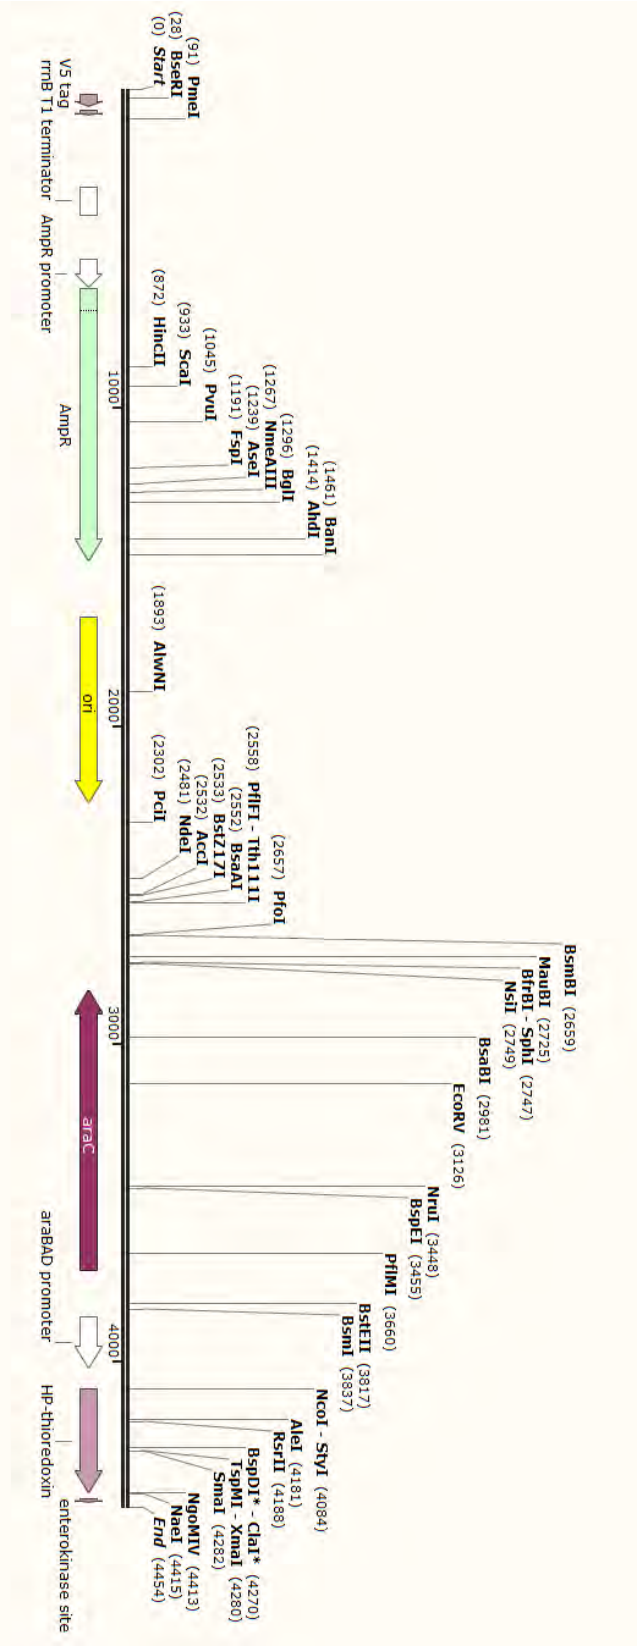 (0) Start
(28) BseRI
(91) PmeI
(872) HincII
(933) ScaI
(1045) PvuI
(1191) FspI
(1239) AseI
(1267) NmeAIII
(1296) BglI
(1414) AhdI
(1461) BanI
(1893) AlwNI
(2302) PciI
(2481) NdeI
(2532) AccI
(2533) BstZ17I
(2552) BsaAI
(2558) PflFI - Tth111I
(2657) PfoI
BsmBI (2659)
MauBI (2725)
BfrBI - SphI (2747)
NsiI (2749)
BsaBI (2981)
EcoRV (3126)
NruI (3448)
BspEI (3455)
PflMI (3660)
BstEII (3817)
BsmI (3837)
NcoI - StyI (4084)
AleI (4181)
RsrII (4188)
BspDI* - ClaI* (4270)
TspMI - XmaI (4280)
SmaI (4282)
NgoMIV (4413)
NaeI (4415)
End (4454)
1000
2000
3000
4000
V5 tag
rrnB T1 terminator
AmpR promoter
AmpR
ori
araC
araBAD promoter
HP-thioredoxin
enterokinase site